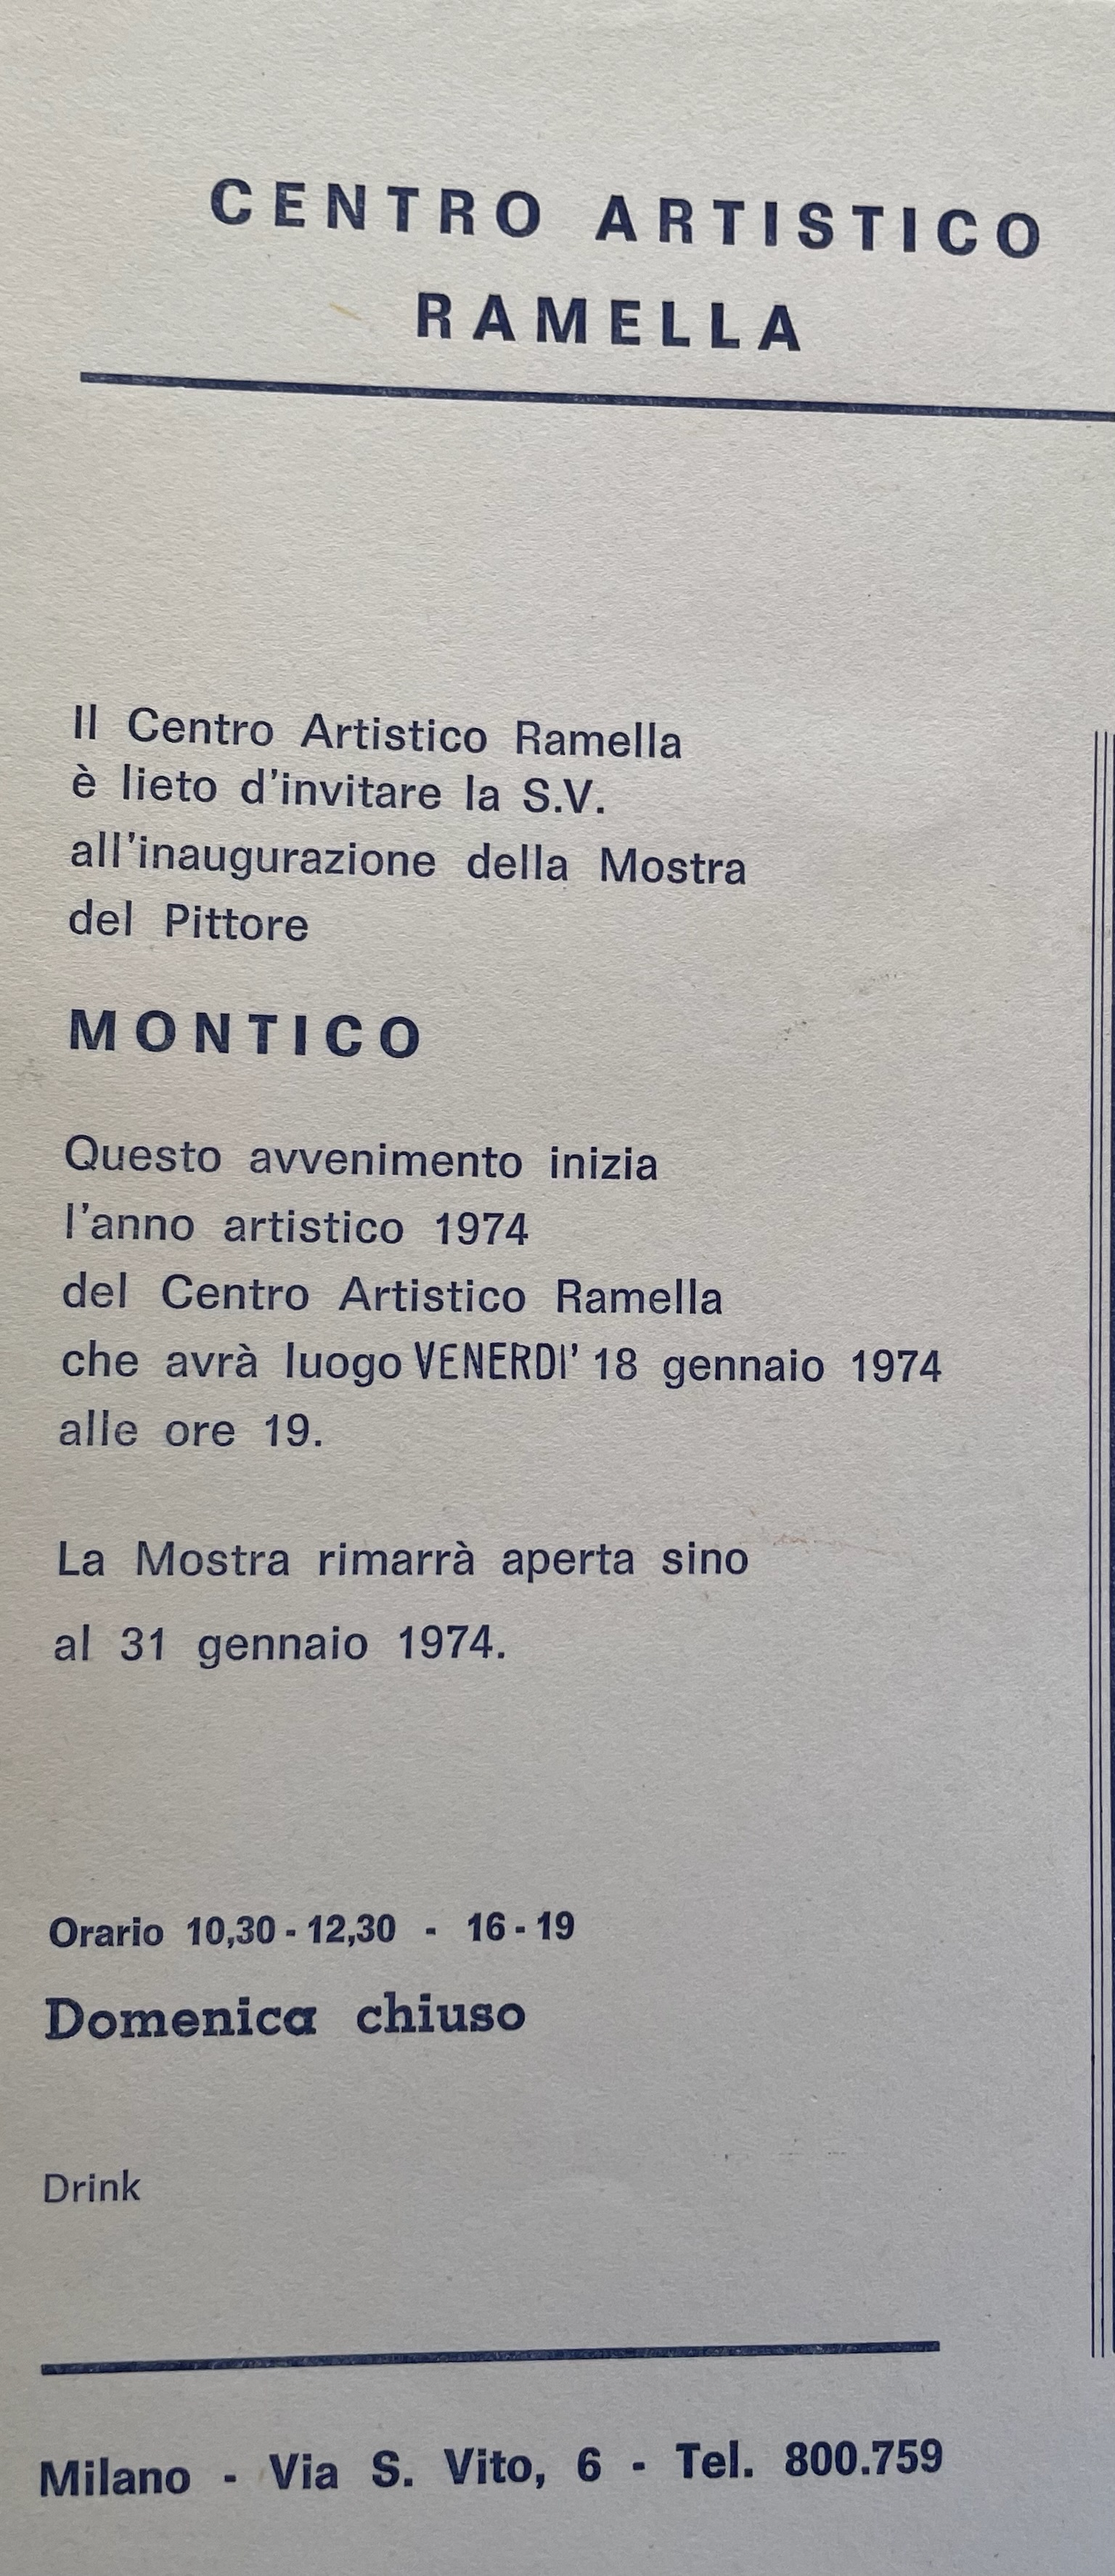 CENTRO ARTISTICO
RAMELLA
Il Centro Artistico Ramella
è lieto d'invitare la S.V.
all'inaugurazione della Mostra
del Pittore
MONTICO
Questo avvenimento inizia
l'anno artistico 1974
del Centro Artistico Ramella
che avrà luogo VENERDI' 18 gennaio 1974
alle ore 19.
La Mostra rimarrà aperta sino
al 31 gennaio 1974.
Orario 10,30 - 12,30 - 16 - 19
Domenica chiuso
Drink
Milano - Via S. Vito, 6 - Tel. 800.759